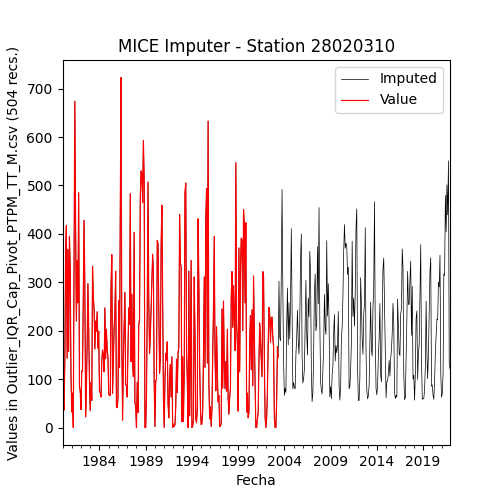 MICE Imputer - Station 28020310
Imputed
Value
Values in Outlier_IQR_Cap_Pivot_PTPM_TT_M.csv (504 recs.)
700
600
500
400
300
200
100
0
1984 1989 1994 1999 2004 2009 2014 2019
Fecha